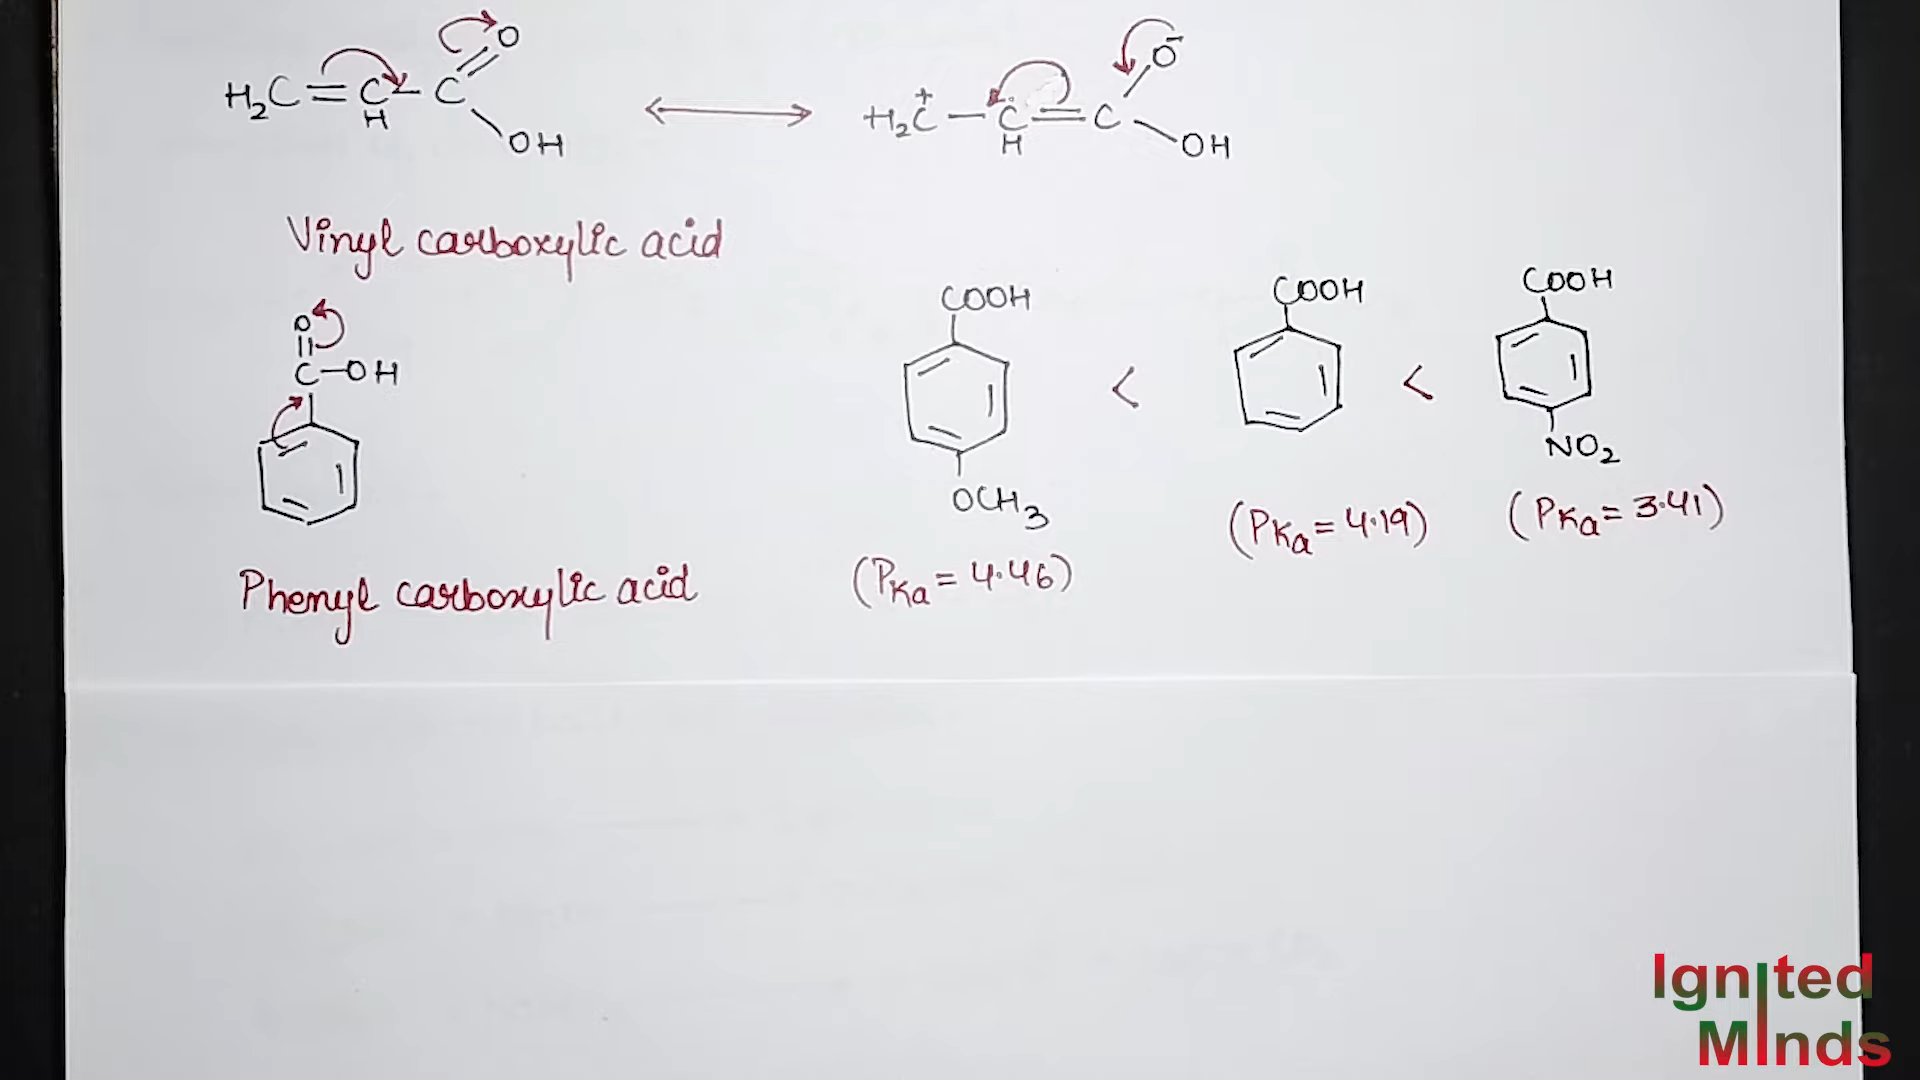 H₂C=CH-C(=O)OH ⟷ H₂C⁺-CH=C(O⁻)OH
Vinyl carboxylic acid
O
C-OH
Phenyl carboxylic acid
COOH < COOH < COOH
OCH₃ NO₂
(PKa = 4.46) (PKa = 4.19) (PKa = 3.41)
Ignited
Minds